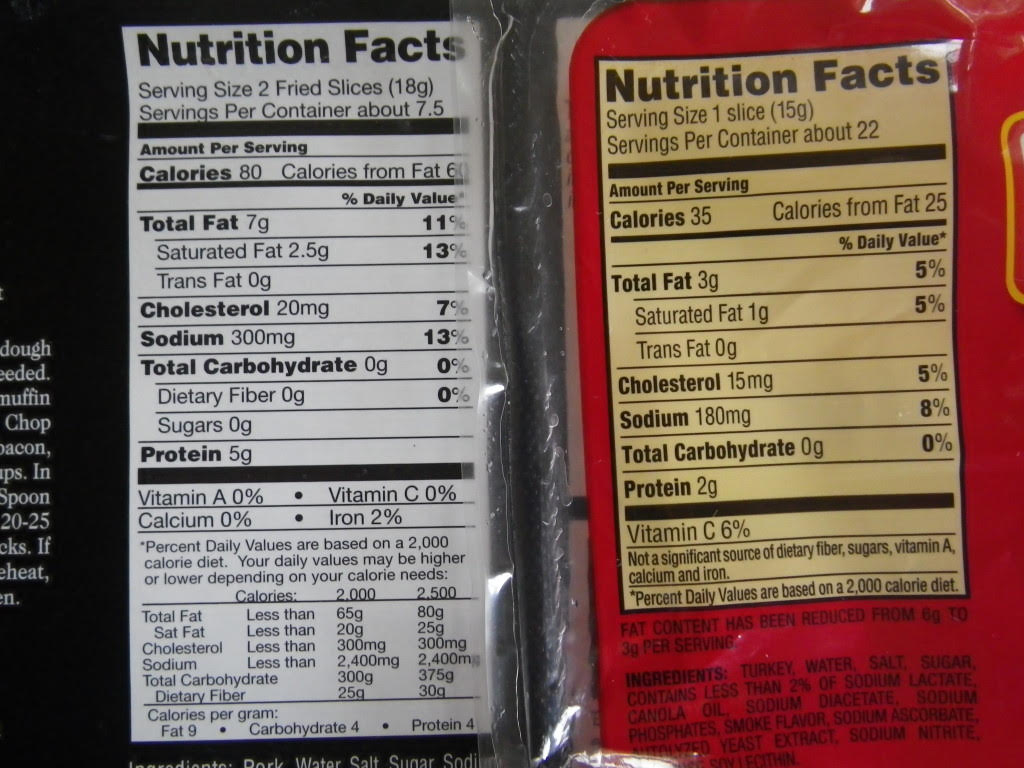 dough
eeded.
muffin
Chop
bacon,
ups. In
Spoon
20-25
cks. If
eheat,
en.
Nutrition Facts
Serving Size 2 Fried Slices (18g)
Servings Per Container about 7.5
Amount Per Serving
Calories 80 Calories from Fat 60
% Daily Value*
Total Fat 7g 11%
Saturated Fat 2.5g 13%
Trans Fat 0g
Cholesterol 20mg 7%
Sodium 300mg 13%
Total Carbohydrate 0g 0%
Dietary Fiber 0g 0%
Sugars 0g
Protein 5g
Vitamin A 0% • Vitamin C 0%
Calcium 0% • Iron 2%
*Percent Daily Values are based on a 2,000
calorie diet. Your daily values may be higher
or lower depending on your calorie needs:
Calories: 2,000 2,500
Total Fat Less than 65g 80g
Sat Fat Less than 20g 25g
Cholesterol Less than 300mg 300mg
Sodium Less than 2,400mg 2,400m
Total Carbohydrate 300g 375g
Dietary Fiber 25g 30g
Calories per gram:
Fat 9 • Carbohydrate 4 • Protein 4
Ingredients: Pork, Water, Salt, Sugar, Sodi
Nutrition Facts
Serving Size 1 slice (15g)
Servings Per Container about 22
Amount Per Serving
Calories 35 Calories from Fat 25
% Daily Value*
Total Fat 3g 5%
Saturated Fat 1g 5%
Trans Fat 0g
Cholesterol 15mg 5%
Sodium 180mg 8%
Total Carbohydrate 0g 0%
Protein 2g
Vitamin C 6%
Not a significant source of dietary fiber, sugars, vitamin A,
calcium and iron.
*Percent Daily Values are based on a 2,000 calorie diet.
FAT CONTENT HAS BEEN REDUCED FROM 6g TO
3g PER SERVING.
INGREDIENTS: TURKEY, WATER, SALT, SUGAR,
CONTAINS LESS THAN 2% OF SODIUM LACTATE,
CANOLA OIL, SODIUM DIACETATE, SODIUM
PHOSPHATES, SMOKE FLAVOR, SODIUM ASCORBATE,
AUTOLYZED YEAST EXTRACT, SODIUM NITRITE,
SOY LECITHIN.